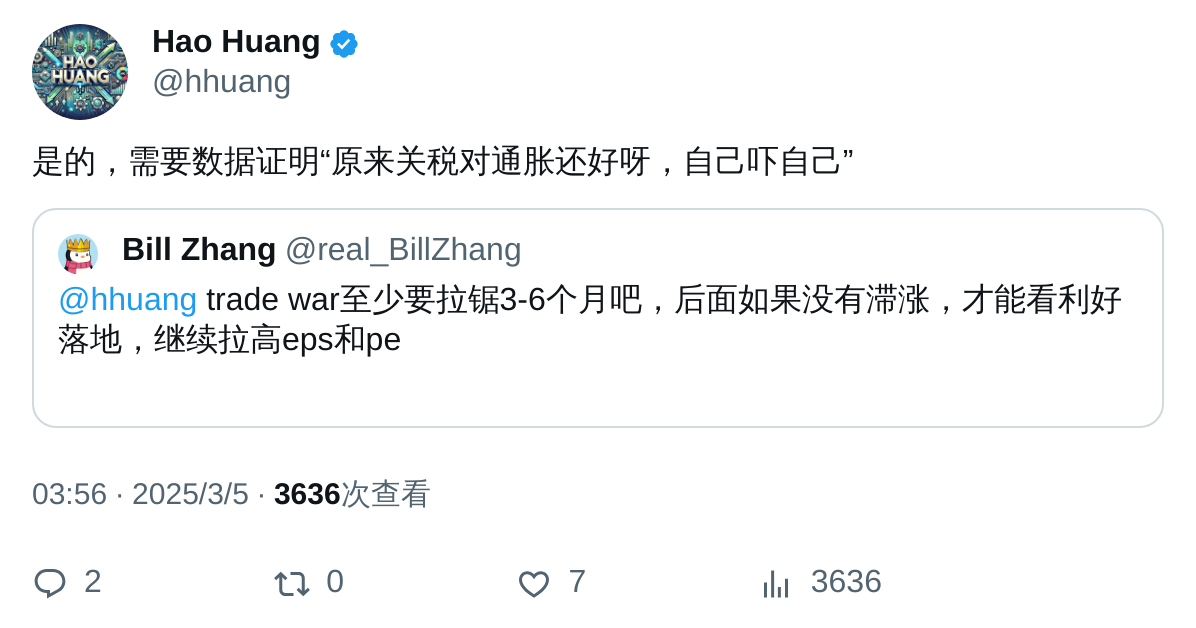 HAO
HUANG
Hao Huang
@hhuang
是的，需要数据证明“原来关税对通胀还好呀，自己吓自己”
Bill Zhang @real_BillZhang
@hhuang trade war至少要拉锯3-6个月吧，后面如果没有滞涨，才能看利好
落地，继续拉高eps和pe
03:56 · 2025/3/5 · 3636次查看
2 0 7 3636